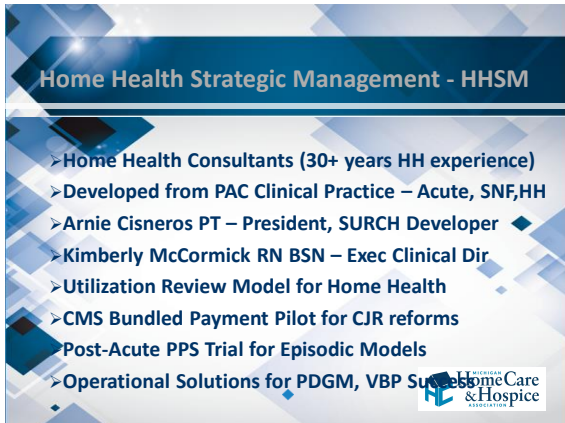 Home Health Strategic Management - HHSM
➢Home Health Consultants (30+ years HH experience)
➢Developed from PAC Clinical Practice – Acute, SNF,HH
➢Arnie Cisneros PT – President, SURCH Developer
➢Kimberly McCormick RN BSN – Exec Clinical Dir
➢Utilization Review Model for Home Health
➢CMS Bundled Payment Pilot for CJR reforms
➢Post-Acute PPS Trial for Episodic Models
➢Operational Solutions for PDGM, VBP Success
MICHIGAN
HomeCare
&Hospice
ASSOCIATION